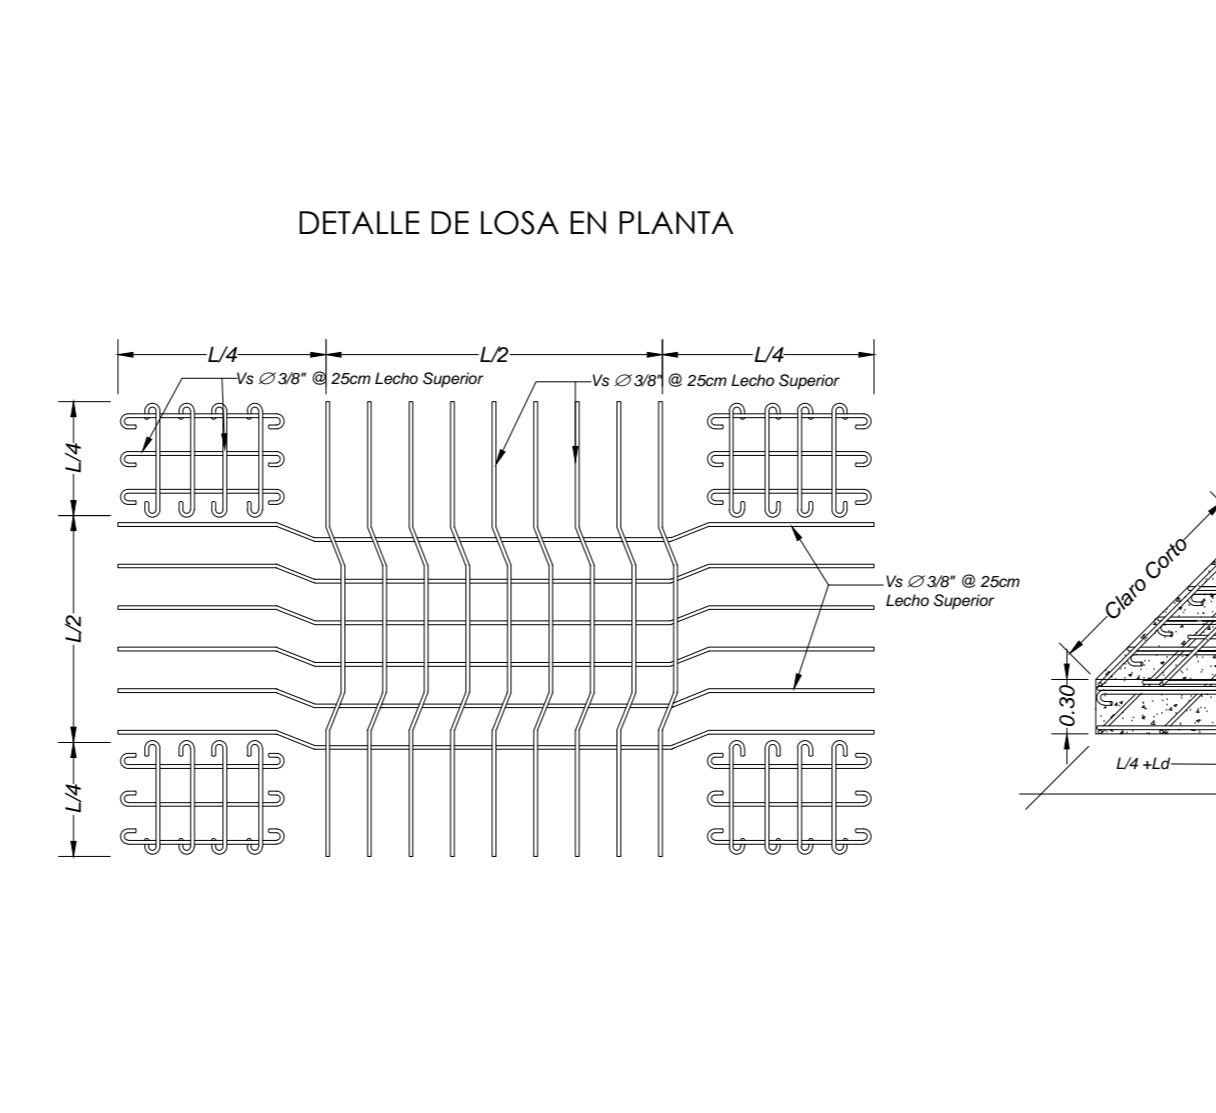 DETALLE DE LOSA EN PLANTA
L/4
L/2
L/4
Vs ∅ 3/8" @ 25cm Lecho Superior
Vs ∅ 3/8" @ 25cm Lecho Superior
L/4
L/2
L/4
Vs ∅ 3/8" @ 25cm
Lecho Superior
Claro Corto
0.30
L/4 +Ld